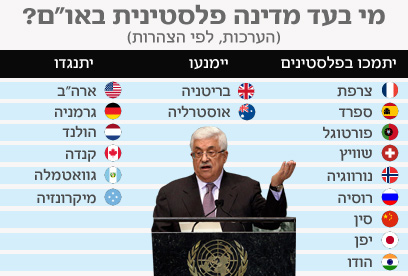 מי בעד מדינה פלסטינית באו"ם?
(הערכות, לפי הצהרות)
יתמכו בפלסטינים
צרפת
ספרד
פורטוגל
שוויץ
נורווגיה
רוסיה
סין
יפן
הודו
יימנעו
בריטניה
אוסטרליה
יתנגדו
ארה"ב
גרמניה
הולנד
קנדה
גוואטמלה
מיקרונזיה